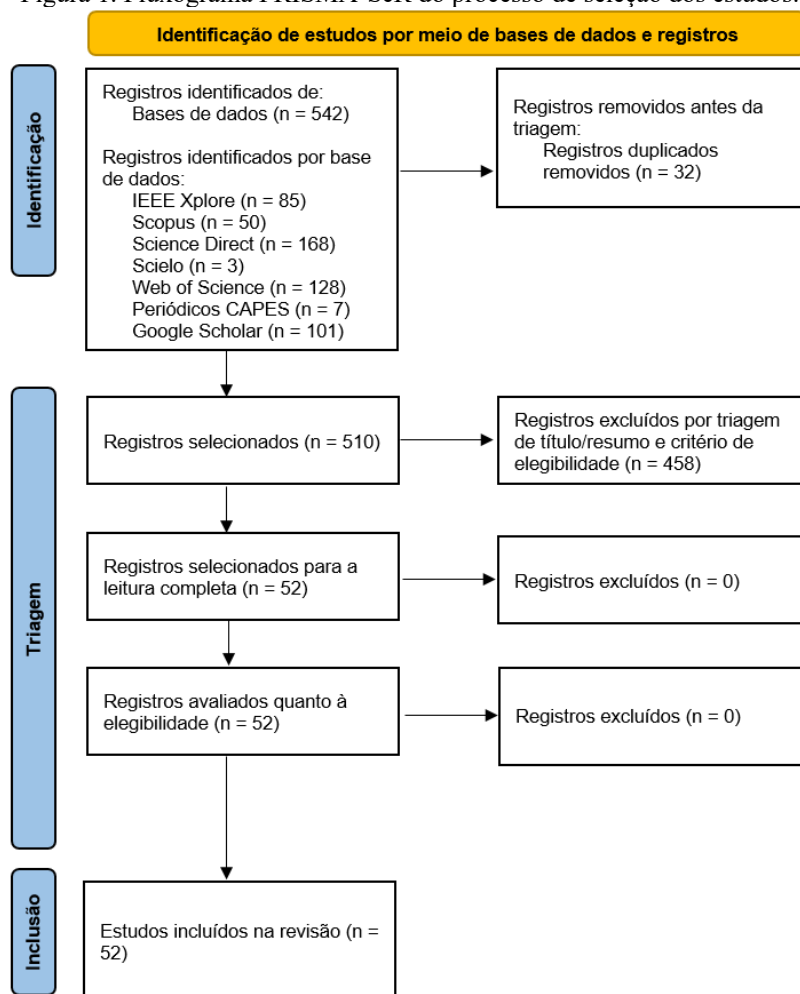 Figura 1. Fluxograma PRISMA-ScR do processo de seleção dos estudos.
Identificação de estudos por meio de bases de dados e registros
Identificação
Registros identificados de:
Bases de dados (n = 542)
Registros identificados por base
de dados:
IEEE Xplore (n = 85)
Scopus (n = 50)
Science Direct (n = 168)
Scielo (n = 3)
Web of Science (n = 128)
Periódicos CAPES (n = 7)
Google Scholar (n = 101)
Registros removidos antes da
triagem:
Registros duplicados
removidos (n = 32)
Triagem
Registros selecionados (n = 510)
Registros excluídos por triagem
de título/resumo e critério de
elegibilidade (n = 458)
Registros selecionados para a
leitura completa (n = 52)
Registros excluídos (n = 0)
Registros avaliados quanto à
elegibilidade (n = 52)
Registros excluídos (n = 0)
Inclusão
Estudos incluídos na revisão (n =
52)